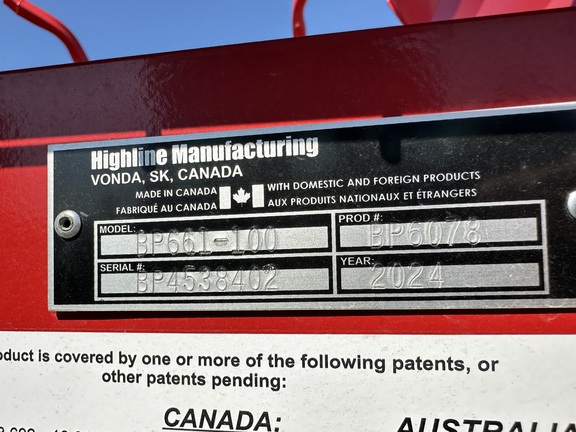 Highline Manufacturing
VONDA, SK, CANADA
MADE IN CANADA WITH DOMESTIC AND FOREIGN PRODUCTS
FABRIQUÉ AU CANADA AUX PRODUITS NATIONAUX ET ÉTRANGERS
MODEL: BP661-100 PROD #: BP6078
SERIAL #: BP4538402 YEAR: 2024
oduct is covered by one or more of the following patents, or
other patents pending:
CANADA: AUSTRALIA